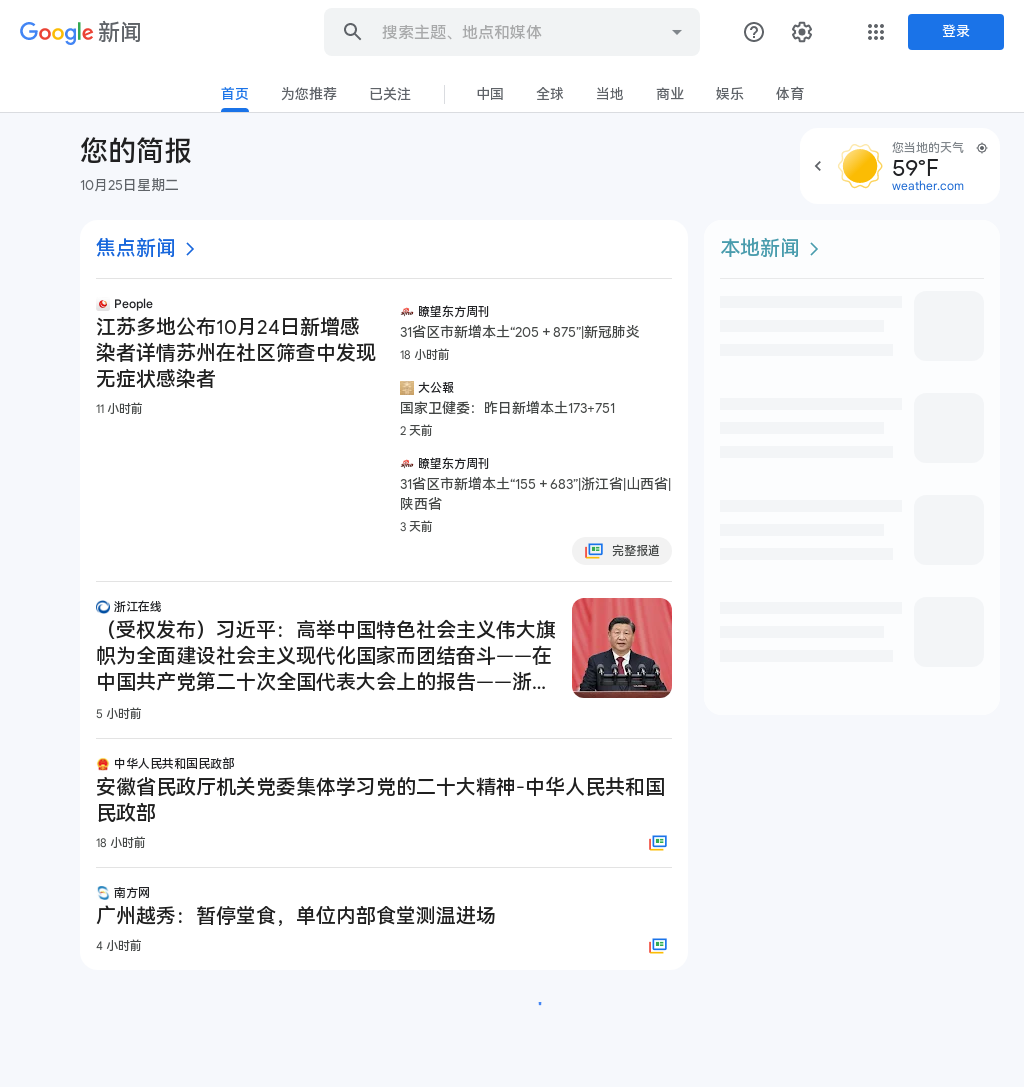 Google 新闻
搜索主题、地点和媒体
登录
首页
为您推荐
已关注
中国
全球
当地
商业
娱乐
体育
您的简报
10月25日星期二
您当地的天气
59°F
weather.com
焦点新闻
People
江苏多地公布10月24日新增感
染者详情苏州在社区筛查中发现
无症状感染者
11 小时前
瞭望东方周刊
31省区市新增本土“205＋875”|新冠肺炎
18 小时前
大公報
国家卫健委：昨日新增本土173+751
2 天前
瞭望东方周刊
31省区市新增本土“155＋683”|浙江省|山西省|
陕西省
3 天前
完整报道
浙江在线
（受权发布）习近平：高举中国特色社会主义伟大旗
帜为全面建设社会主义现代化国家而团结奋斗——在
中国共产党第二十次全国代表大会上的报告——浙...
5 小时前
中华人民共和国民政部
安徽省民政厅机关党委集体学习党的二十大精神-中华人民共和国
民政部
18 小时前
南方网
广州越秀：暂停堂食，单位内部食堂测温进场
4 小时前
本地新闻